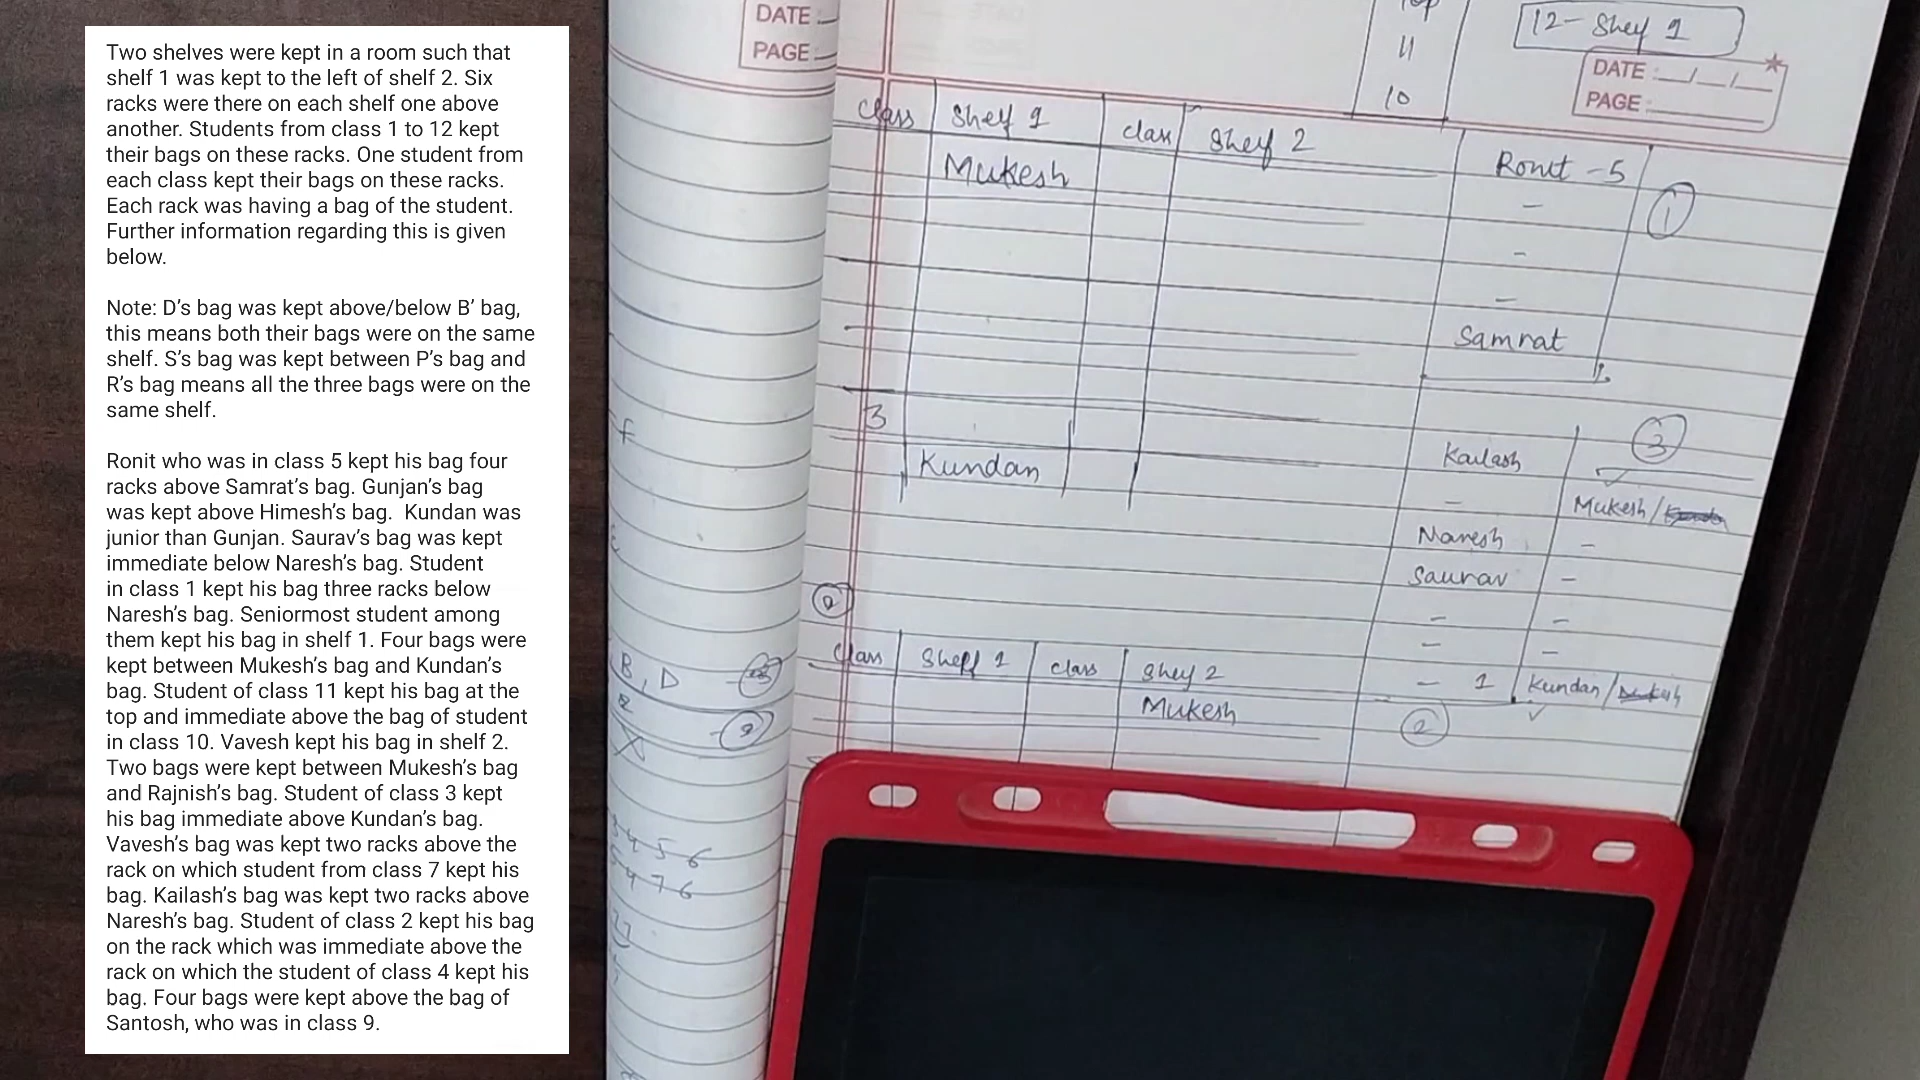 Two shelves were kept in a room such that
shelf 1 was kept to the left of shelf 2. Six
racks were there on each shelf one above
another. Students from class 1 to 12 kept
their bags on these racks. One student from
each class kept their bags on these racks.
Each rack was having a bag of the student.
Further information regarding this is given
below.
Note: D’s bag was kept above/below B’ bag,
this means both their bags were on the same
shelf. S’s bag was kept between P’s bag and
R’s bag means all the three bags were on the
same shelf.
Ronit who was in class 5 kept his bag four
racks above Samrat’s bag. Gunjan’s bag
was kept above Himesh’s bag. Kundan was
junior than Gunjan. Saurav’s bag was kept
immediate below Naresh’s bag. Student
in class 1 kept his bag three racks below
Naresh’s bag. Seniormost student among
them kept his bag in shelf 1. Four bags were
kept between Mukesh’s bag and Kundan’s
bag. Student of class 11 kept his bag at the
top and immediate above the bag of student
in class 10. Vavesh kept his bag in shelf 2.
Two bags were kept between Mukesh’s bag
and Rajnish’s bag. Student of class 3 kept
his bag immediate above Kundan’s bag.
Vavesh’s bag was kept two racks above the
rack on which student from class 7 kept his
bag. Kailash’s bag was kept two racks above
Naresh’s bag. Student of class 2 kept his bag
on the rack which was immediate above the
rack on which the student of class 4 kept his
bag. Four bags were kept above the bag of
Santosh, who was in class 9.
DATE :
PAGE :
11
10
12- Shelf 1
DATE : __/__/__
PAGE :
class Shelf 1 class Shelf 2
Mukesh
Ronit - 5
-
1
-
-
Samrat
3
Kundan
Kailash
3
-
Mukesh/
Naresh
-
Saurav
-
-
-
-
-
- 1
Kundan/
2
Class Shelf 1 class Shelf 2
Mukesh
B, D
3 4 5 6
5 4 7 6